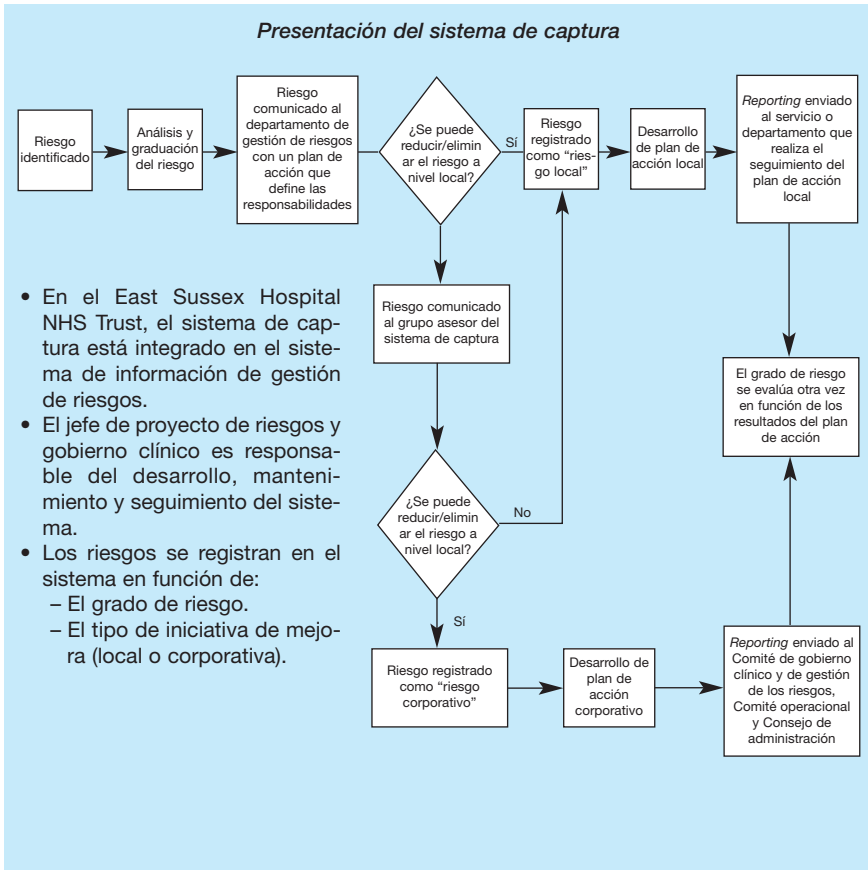 Presentación del sistema de captura
Riesgo
identificado
Análisis y
graduación
del riesgo
Riesgo
comunicado al
departamento de
gestión de riesgos
con un plan de
acción que
define las
responsabilidades
¿Se puede
reducir/elimin
ar el riesgo a
nivel local?
Sí
Riesgo
registrado
como “ries-
go local”
Desarrollo
de plan de
acción local
Reporting enviado
al servicio o
departamento que
realiza el
seguimiento del
plan de acción
local
• En el East Sussex Hospital
NHS Trust, el sistema de cap-
tura está integrado en el siste-
ma de información de gestión
de riesgos.
• El jefe de proyecto de riesgos y
gobierno clínico es responsa-
ble del desarrollo, manteni-
miento y seguimiento del siste-
ma.
• Los riesgos se registran en el
sistema en función de:
– El grado de riesgo.
– El tipo de iniciativa de mejo-
ra (local o corporativa).
Riesgo comunicado
al grupo asesor del
sistema de captura
El grado de riesgo
se evalúa otra vez
en función de los
resultados del plan
de acción
¿Se puede
reducir/elimin
ar el riesgo a
nivel local?
No
Sí
Riesgo registrado
como “riesgo
corporativo”
Desarrollo de
plan de
acción
corporativo
Reporting enviado al
Comité de gobierno
clínico y de gestión
de los riesgos,
Comité operacional
y Consejo de
administración